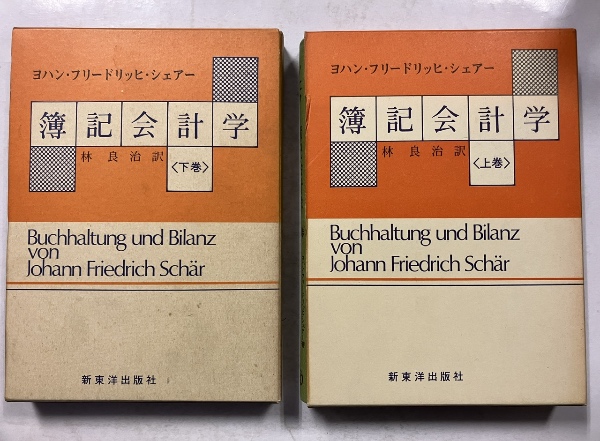 ヨハン・フリードリッヒ・シェアー
簿記会計学
林良治訳
〈下巻〉
Buchhaltung und Bilanz
von
Johann Friedrich Schär
新東洋出版社
ヨハン・フリードリッヒ・シェアー
簿記会計学
林良治訳
〈上巻〉
Buchhaltung und Bilanz
von
Johann Friedrich Schär
新東洋出版社